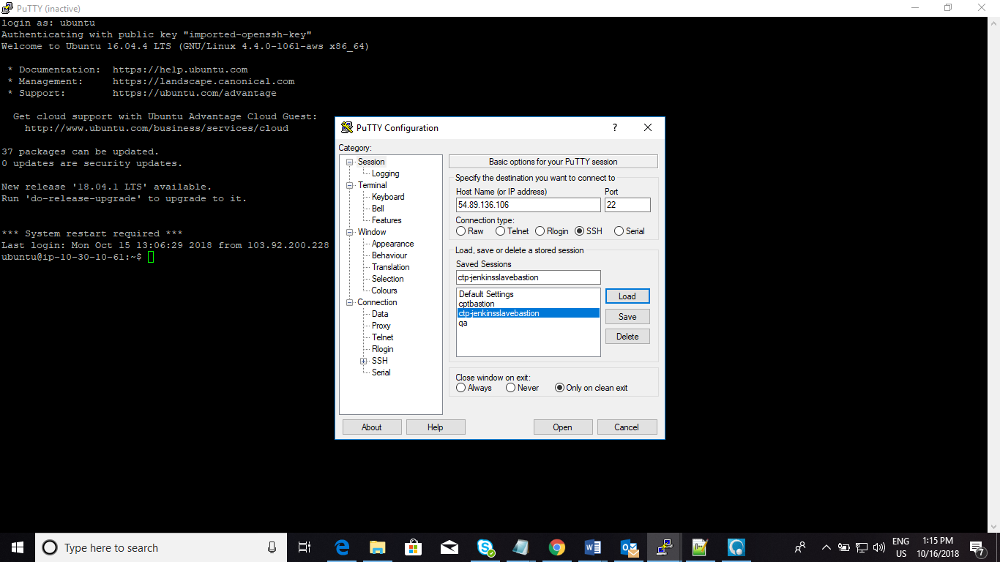 PuTTY (inactive)
login as: ubuntu
Authenticating with public key "imported-openssh-key"
Welcome to Ubuntu 16.04.4 LTS (GNU/Linux 4.4.0-1061-aws x86_64)
* Documentation:  https://help.ubuntu.com
* Management:     https://landscape.canonical.com
* Support:        https://ubuntu.com/advantage
Get cloud support with Ubuntu Advantage Cloud Guest:
http://www.ubuntu.com/business/services/cloud
37 packages can be updated.
0 updates are security updates.
New release '18.04.1 LTS' available.
Run 'do-release-upgrade' to upgrade to it.
*** System restart required ***
Last login: Mon Oct 15 13:06:29 2018 from 103.92.200.228
ubuntu@ip-10-30-10-61:~$
PuTTY Configuration
?
Category:
Session
Logging
Terminal
Keyboard
Bell
Features
Window
Appearance
Behaviour
Translation
Selection
Colours
Connection
Data
Proxy
Telnet
Rlogin
SSH
Serial
Basic options for your PuTTY session
Specify the destination you want to connect to
Host Name (or IP address) Port
54.89.136.106 22
Connection type:
Raw Telnet Rlogin SSH Serial
Load, save or delete a stored session
Saved Sessions
ctp-jenkinsslavebastion
Default Settings
cptbastion
ctp-jenkinsslavebastion
qa
Load
Save
Delete
Close window on exit:
Always Never Only on clean exit
About Help Open Cancel
Type here to search
ENG
US
1:15 PM
10/16/2018
7